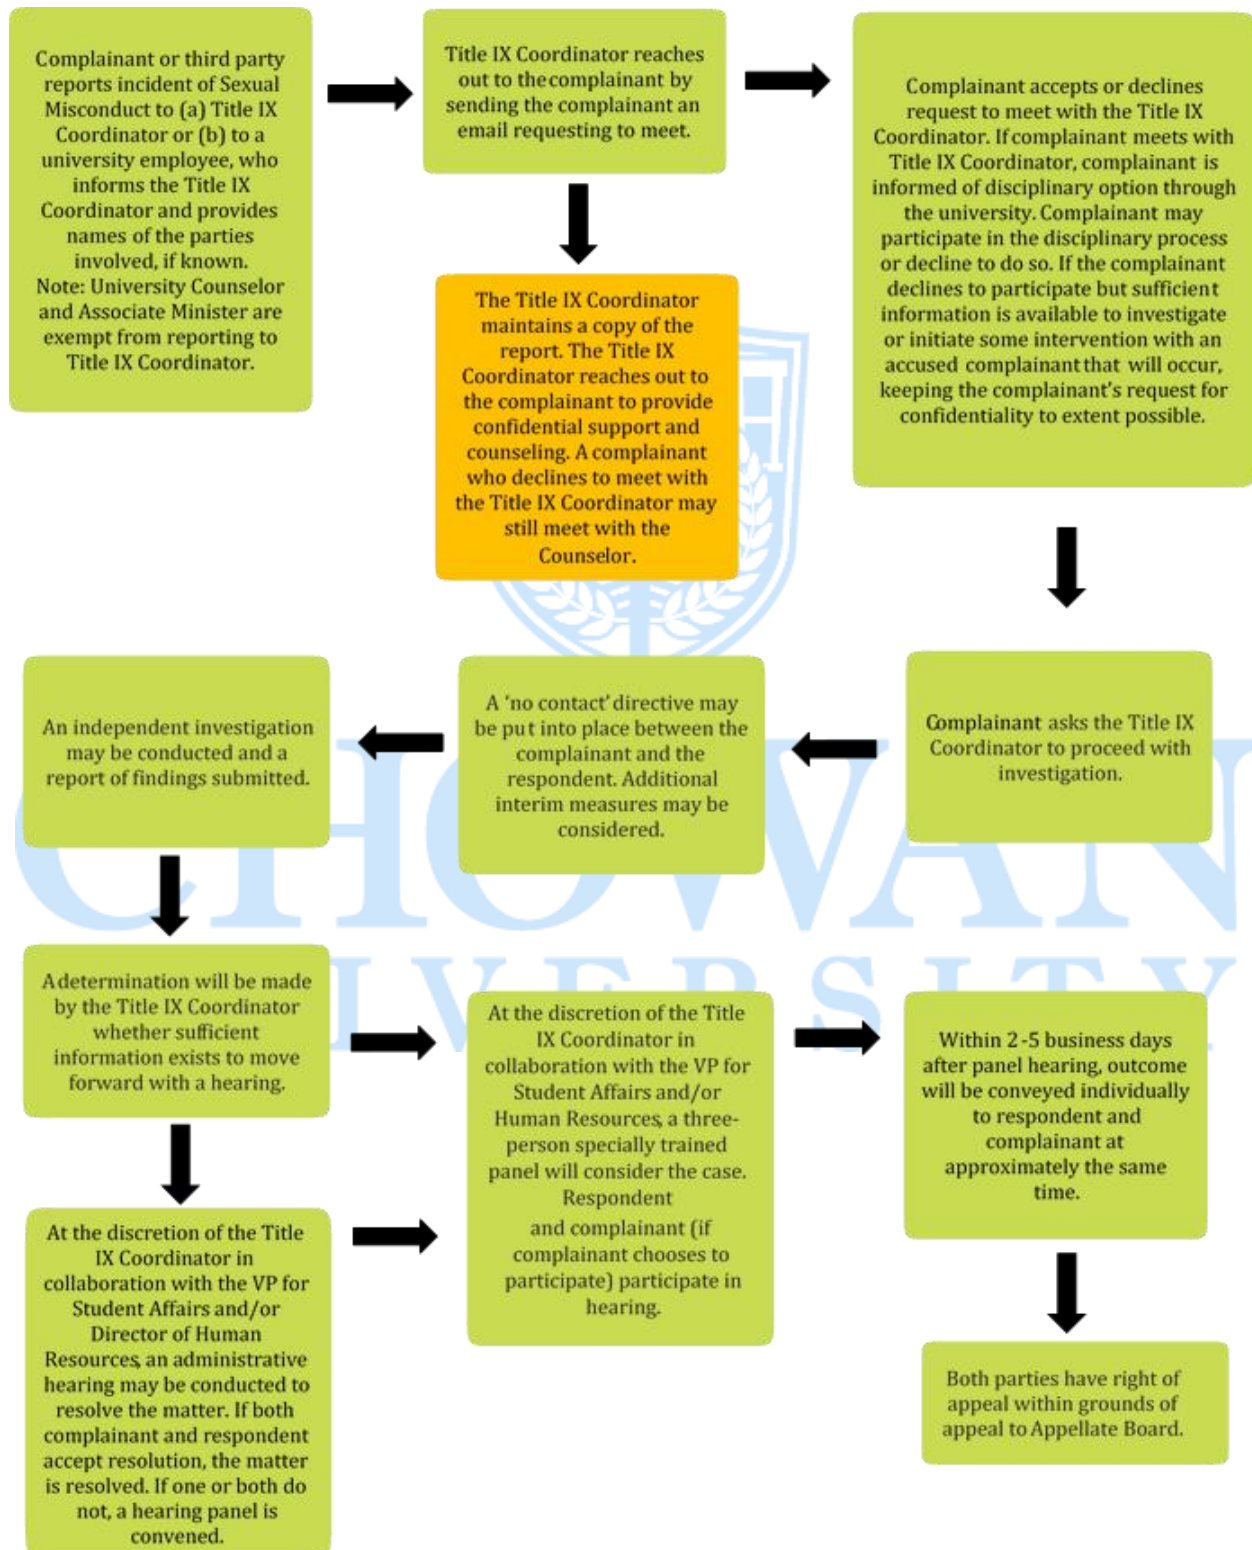 Complainant or third party
reports incident of Sexual
Misconduct to (a) Title IX
Coordinator or (b) to a
university employee, who
informs the Title IX
Coordinator and provides
names of the parties
involved, if known.
Note: University Counselor
and Associate Minister are
exempt from reporting to
Title IX Coordinator.
Title IX Coordinator reaches
out to the complainant by
sending the complainant an
email requesting to meet.
Complainant accepts or declines
request to meet with the Title IX
Coordinator. If complainant meets with
Title IX Coordinator, complainant is
informed of disciplinary option through
the university. Complainant may
participate in the disciplinary process
or decline to do so. If the complainant
declines to participate but sufficient
information is available to investigate
or initiate some intervention with an
accused complainant that will occur,
keeping the complainant's request for
confidentiality to extent possible.
The Title IX Coordinator
maintains a copy of the
report. The Title IX
Coordinator reaches out to
the complainant to provide
confidential support and
counseling. A complainant
who declines to meet with
the Title IX Coordinator may
still meet with the
Counselor.
Complainant asks the Title IX
Coordinator to proceed with
investigation.
A 'no contact' directive may
be put into place between the
complainant and the
respondent. Additional
interim measures may be
considered.
An independent investigation
may be conducted and a
report of findings submitted.
CHOWAN
UNIVERSITY
A determination will be made
by the Title IX Coordinator
whether sufficient
information exists to move
forward with a hearing.
At the discretion of the Title
IX Coordinator in
collaboration with the VP for
Student Affairs and/or
Director of Human
Resources, an administrative
hearing may be conducted to
resolve the matter. If both
complainant and respondent
accept resolution, the matter
is resolved. If one or both do
not, a hearing panel is
convened.
At the discretion of the Title
IX Coordinator in
collaboration with the VP for
Student Affairs and/or
Human Resources, a three-
person specially trained
panel will consider the case.
Respondent
and complainant (if
complainant chooses to
participate) participate in
hearing.
Within 2-5 business days
after panel hearing, outcome
will be conveyed individually
to respondent and
complainant at
approximately the same
time.
Both parties have right of
appeal within grounds of
appeal to Appellate Board.